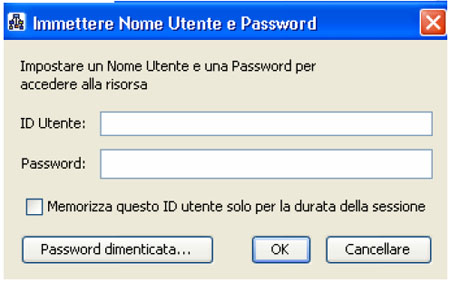 Immettere Nome Utente e Password
Impostare un Nome Utente e una Password per
accedere alla risorsa
ID Utente:
Password:
Memorizza questo ID utente solo per la durata della sessione
Password dimenticata...
OK
Cancellare